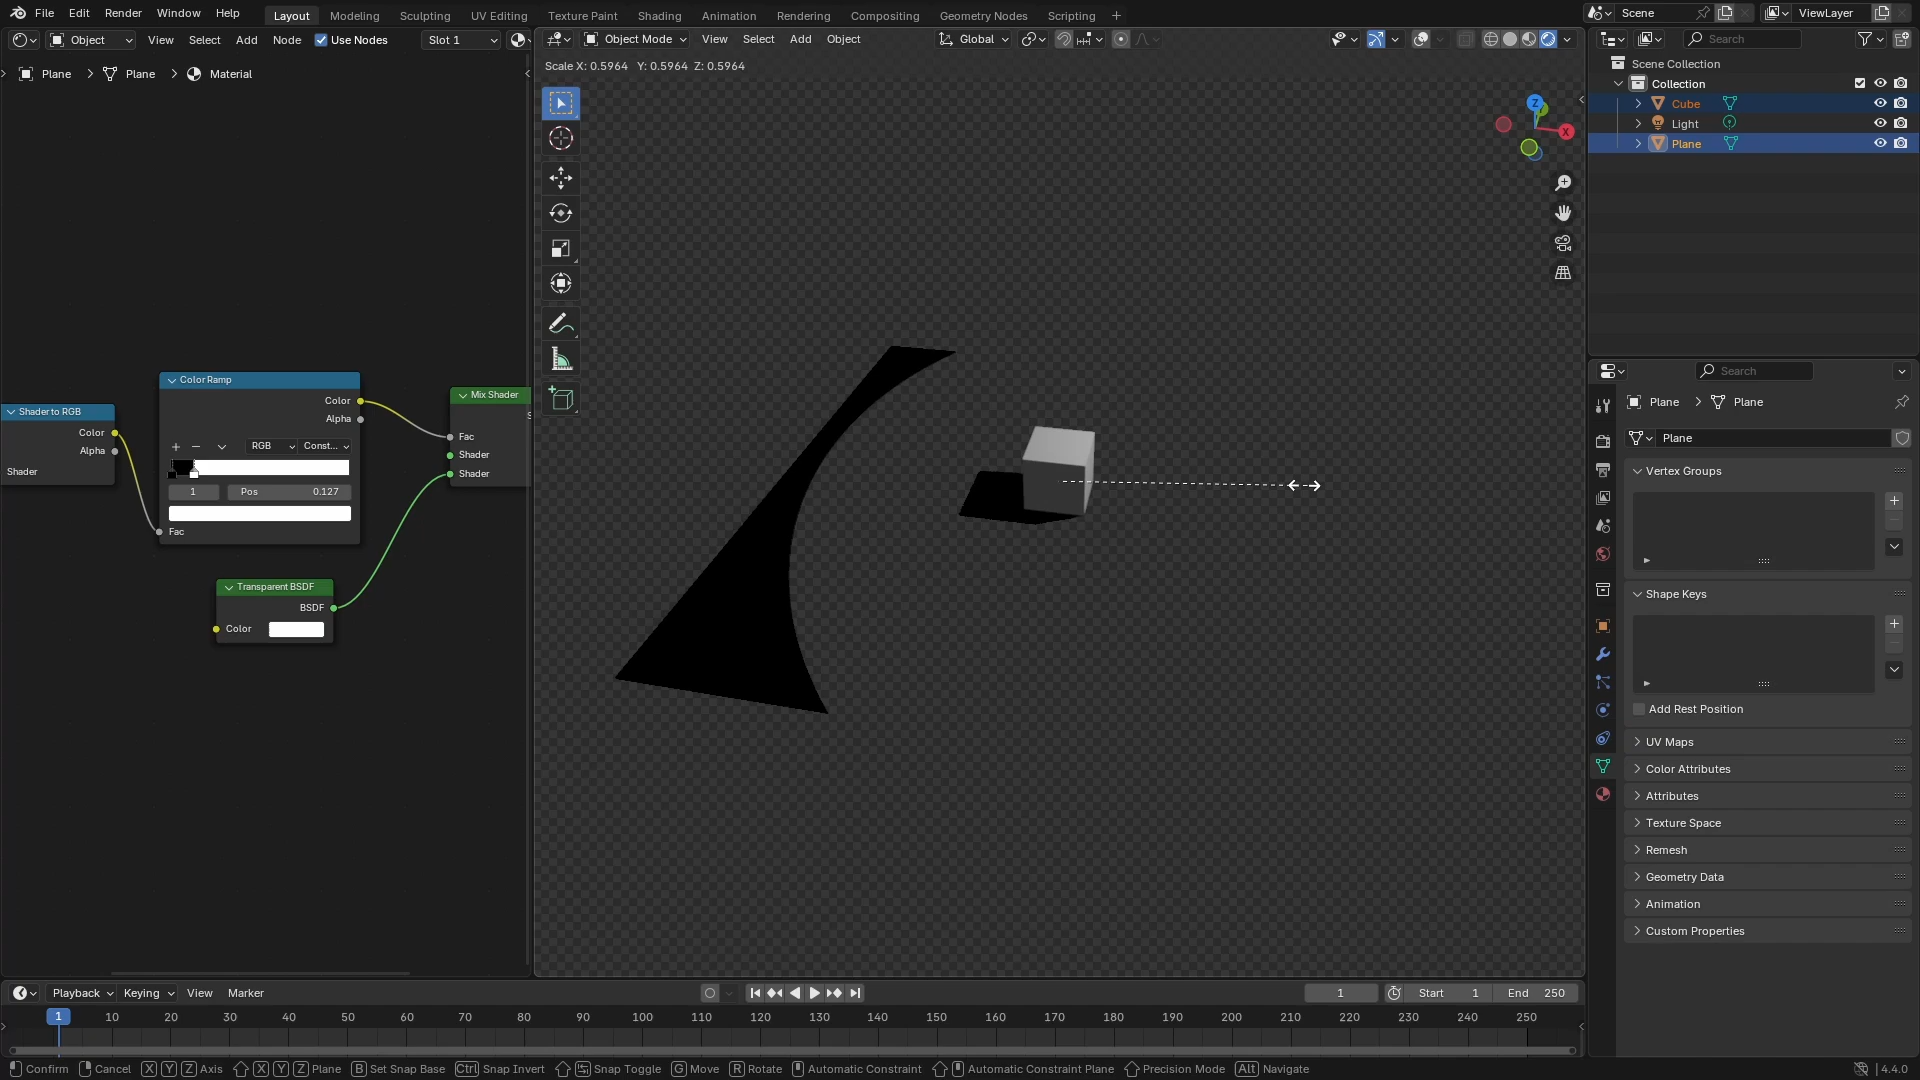 File Edit Render Window Help Layout Modeling Sculpting UV Editing Texture Paint Shading Animation Rendering Compositing Geometry Nodes Scripting + Scene ViewLayer
Object View Select Add Node Use Nodes Slot 1 Object Mode View Select Add Object Global Search
Plane > Plane > Material
Scale X: 0.5964 Y: 0.5964 Z: 0.5964
Scene Collection
Collection
Cube
Light
Plane
Z
X
Search
Plane > Plane
Plane
Vertex Groups
Shape Keys
Add Rest Position
UV Maps
Color Attributes
Attributes
Texture Space
Remesh
Geometry Data
Animation
Custom Properties
Color Ramp
Color
Alpha
RGB Const...
1 Pos 0.127
Fac
Shader to RGB
Color
Alpha
Shader
Mix Shader
S
Fac
Shader
Shader
Transparent BSDF
BSDF
Color
Playback Keying View Marker 1 Start 1 End 250
1 10 20 30 40 50 60 70 80 90 100 110 120 130 140 150 160 170 180 190 200 210 220 230 240 250
Confirm Cancel X Y Z Axis X Y Z Plane B Set Snap Base Ctrl Snap Invert Snap Toggle G Move R Rotate Automatic Constraint Automatic Constraint Plane Precision Mode Alt Navigate 4.4.0